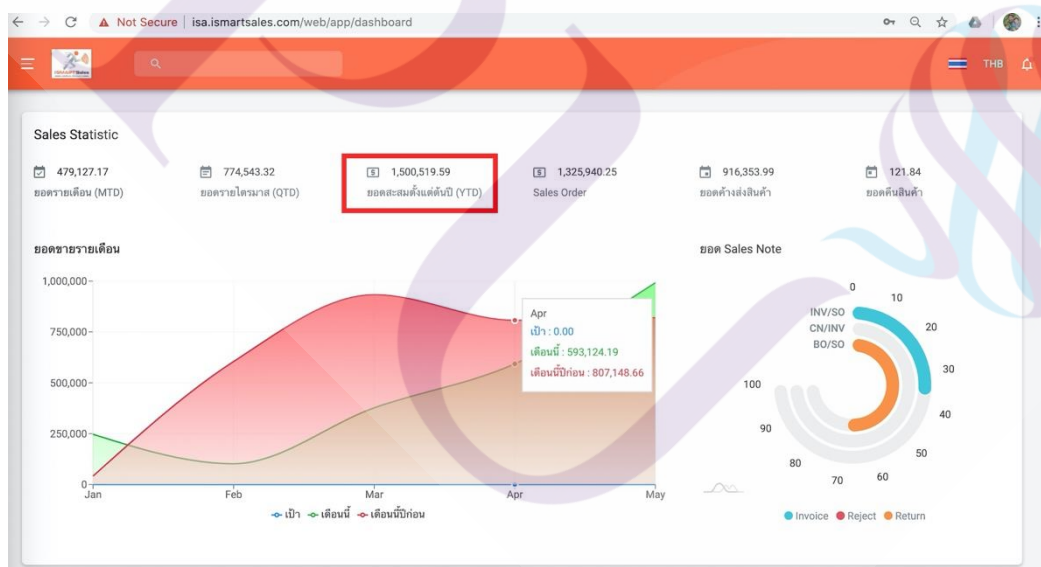 Not Secure | isa.ismartsales.com/web/app/dashboard
THB
Sales Statistic
479,127.17
ยอดรายเดือน (MTD)
774,543.32
ยอดรายไตรมาส (QTD)
1,500,519.59
ยอดสะสมตั้งแต่ต้นปี (YTD)
1,325,940.25
Sales Order
916,353.99
ยอดค้างส่งสินค้า
121.84
ยอดคืนสินค้า
ยอดขายรายเดือน
1,000,000
750,000
500,000
250,000
0
Jan
Feb
Mar
Apr
May
Apr
เป้า : 0.00
เดือนนี้ : 593,124.19
เดือนนี้ปีก่อน : 807,148.66
เป้า เดือนนี้ เดือนนี้ปีก่อน
ยอด Sales Note
INV/SO
CN/INV
BO/SO
0
10
20
30
40
50
60
70
80
90
100
Invoice Reject Return